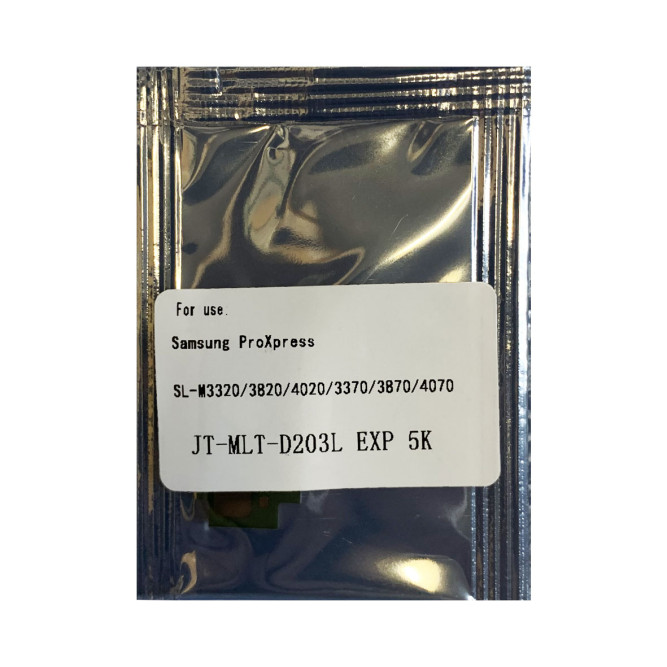 For use.
Samsung ProXpress
SL-M3320/3820/4020/3370/3870/4070
JT-MLT-D203L EXP 5K